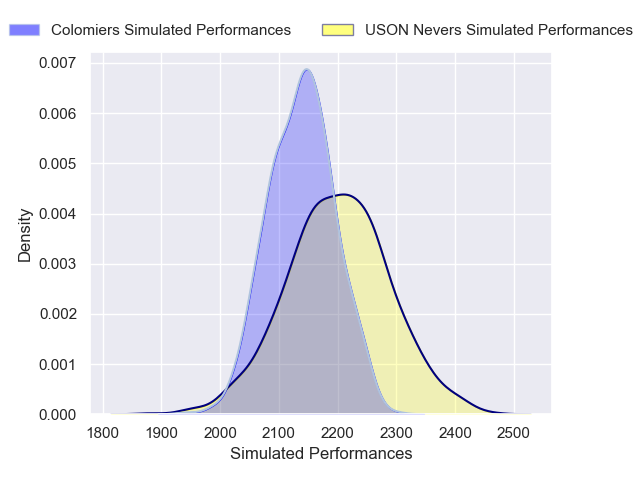 Colomiers Simulated Performances
USON Nevers Simulated Performances
0.007
0.006
0.005
0.004
0.003
0.002
0.001
0.000
Density
1800 1900 2000 2100 2200 2300 2400 2500
Simulated Performances